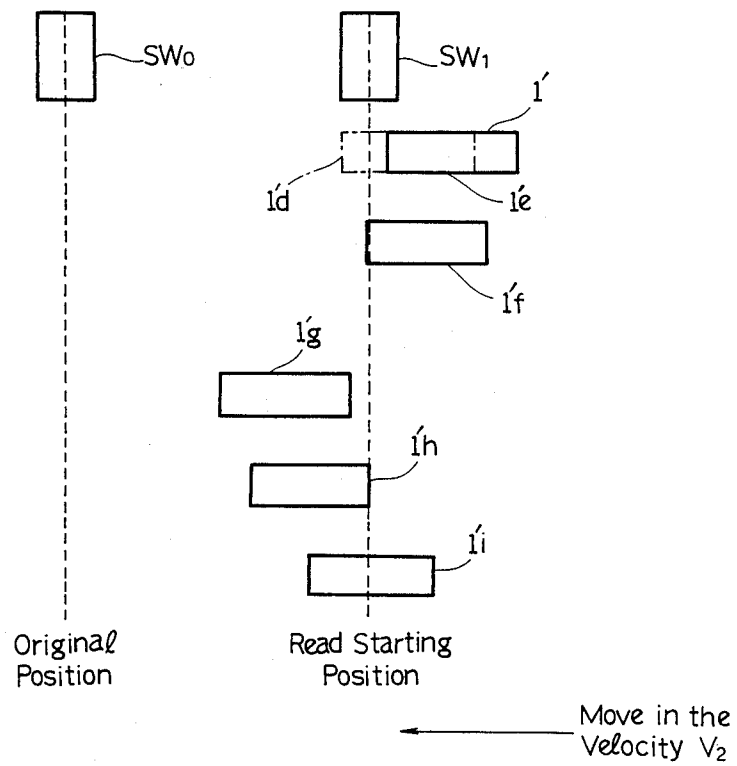 SW₀
SW₁
1'
1'd
1'e
1'f
1'g
1'h
1'i
Original
Position
Read Starting
Position
Move in the
Velocity V₂